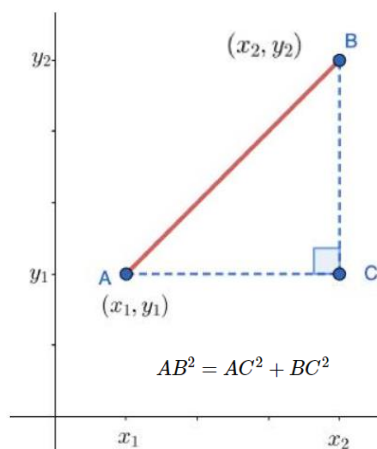 B
(x₂, y₂)
y₂
y₁
A
C
(x₁, y₁)
AB² = AC² + BC²
x₁
x₂